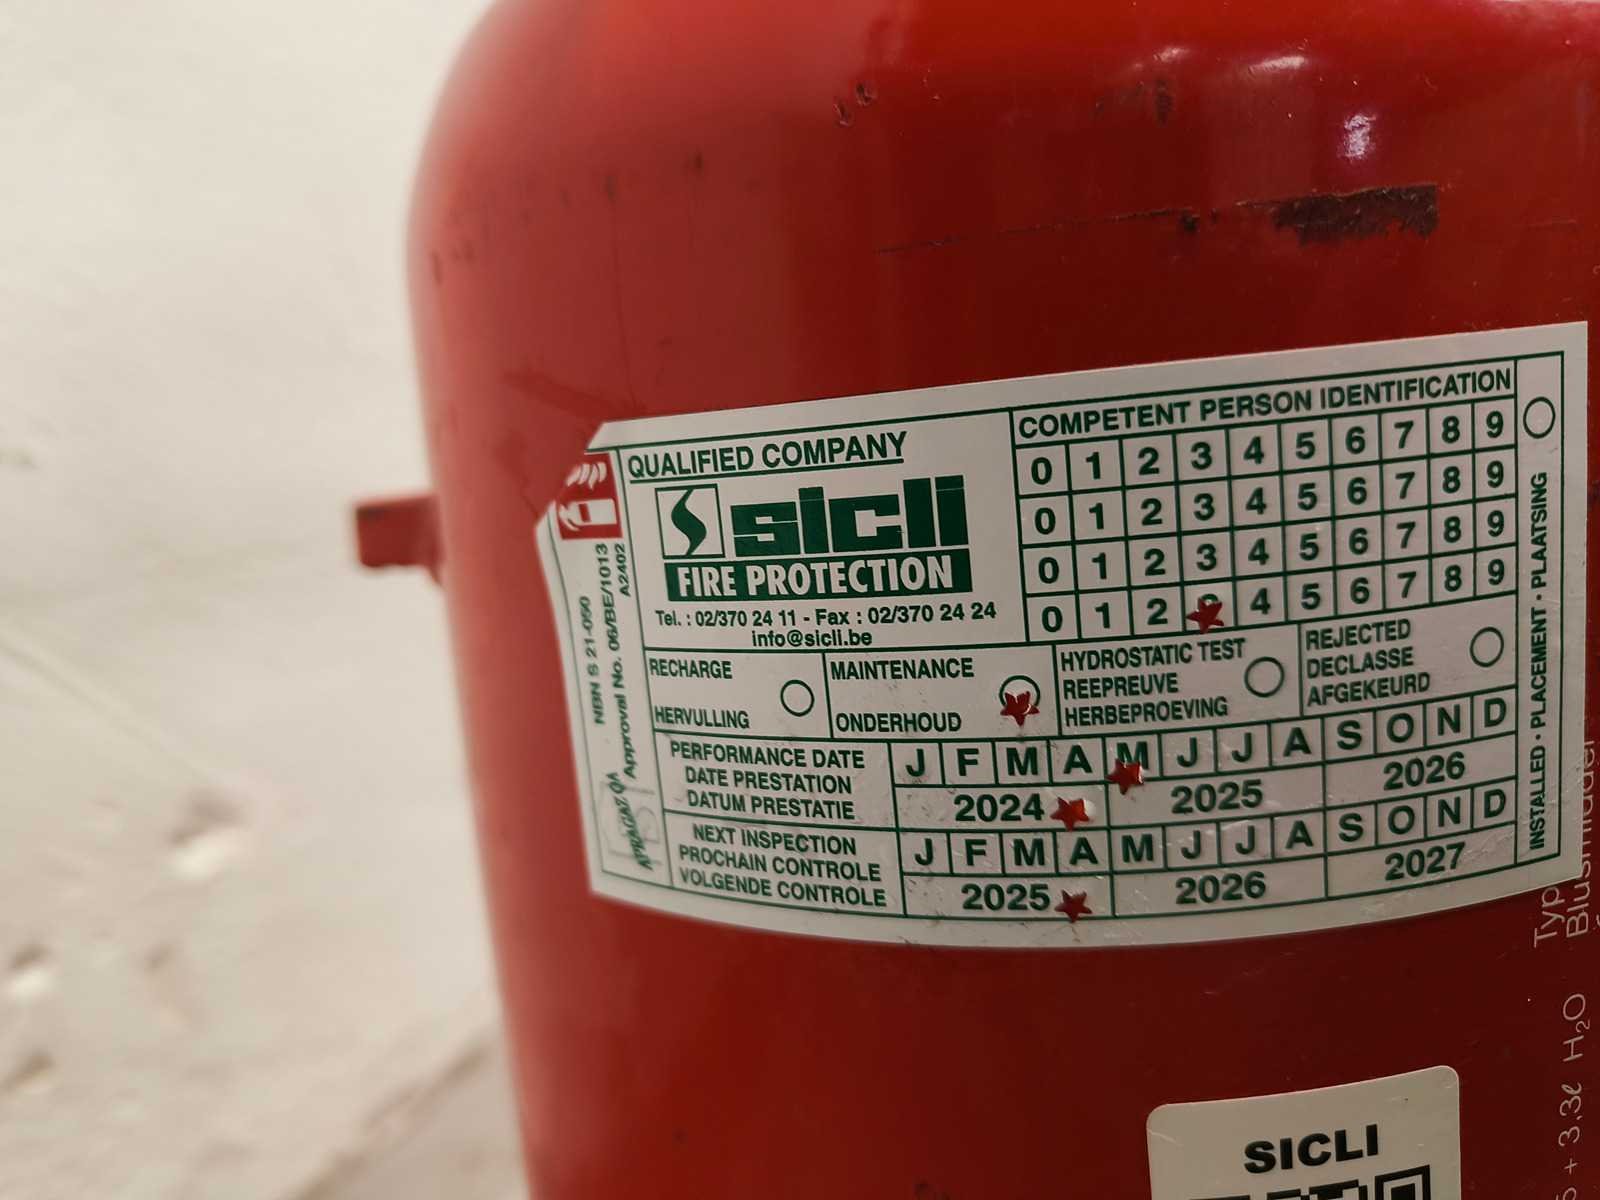 QUALIFIED COMPANY
sicli
FIRE PROTECTION
Tel. : 02/370 24 11 - Fax : 02/370 24 24
info@sicli.be
COMPETENT PERSON IDENTIFICATION
0 1 2 3 4 5 6 7 8 9
0 1 2 3 4 5 6 7 8 9
0 1 2 3 4 5 6 7 8 9
0 1 2 4 5 6 7 8 9
RECHARGE
HERVULLING
MAINTENANCE
ONDERHOUD
HYDROSTATIC TEST
REEPREUVE
HERBEPROEVING
REJECTED
DECLASSE
AFGEKEURD
PERFORMANCE DATE
DATE PRESTATION
DATUM PRESTATIE
J F M A M J J A S O N D
2024 2025 2026
NEXT INSPECTION
PROCHAIN CONTROLE
VOLGENDE CONTROLE
J F M A M J J A S O N D
2025 2026 2027
NBN S 21-050
Approval No. 06/BE/1013
A2402
INSTALLED · PLACEMENT · PLAATSING
Typ
+ 3,3ℓ H₂O
SICLI